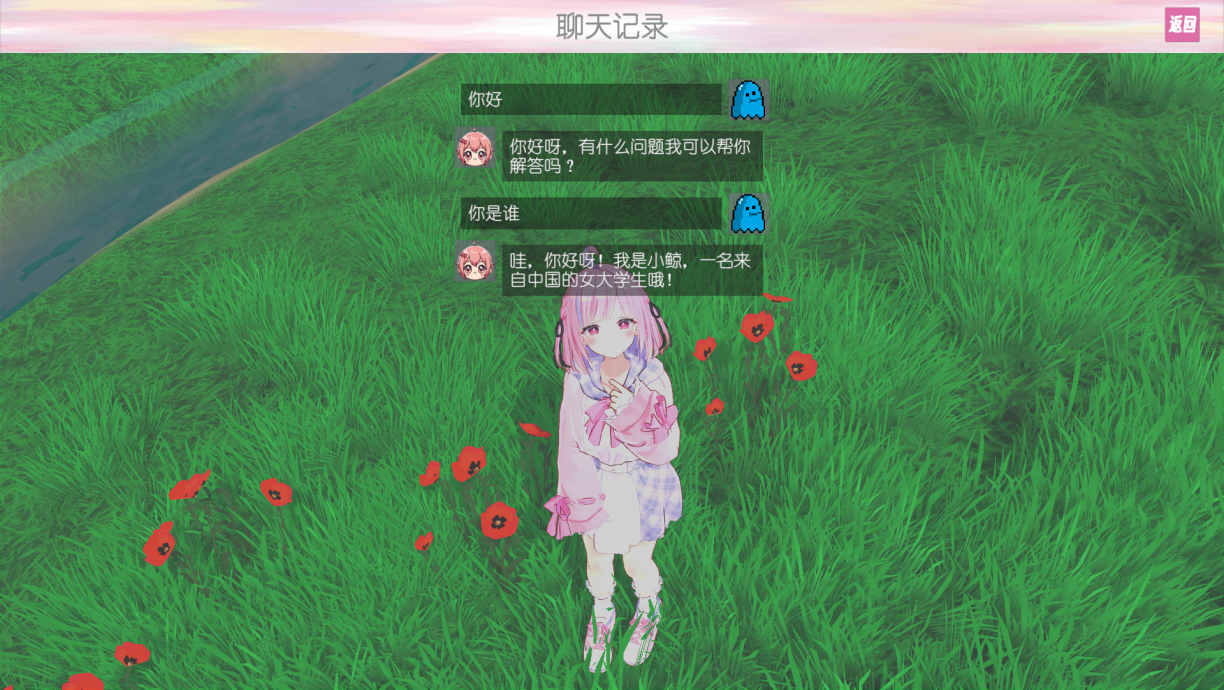 聊天记录
返回
你好
你好呀，有什么问题我可以帮你
解答吗？
你是谁
哇，你好呀！我是小鲸，一名来
自中国的女大学生哦！